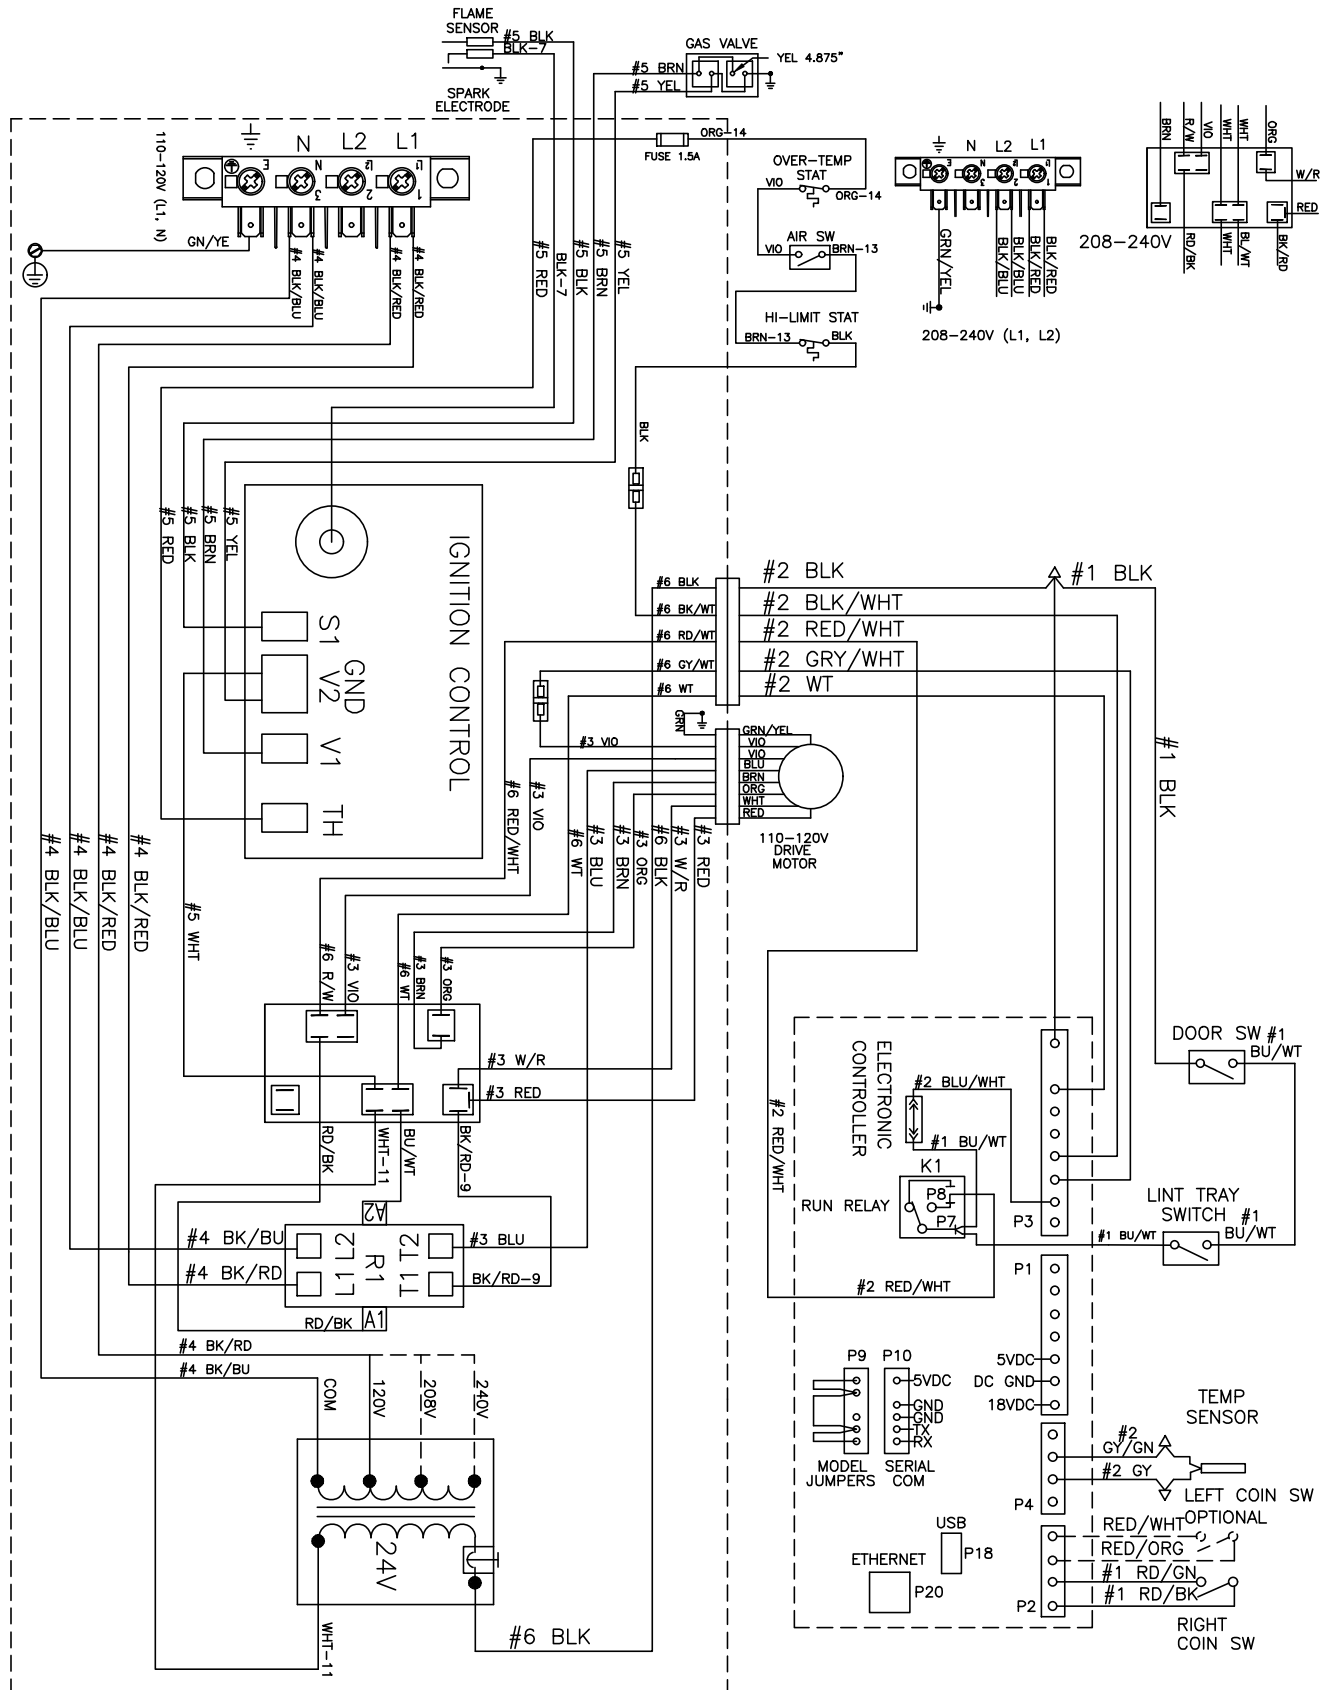 FLAME
SENSOR
#5 BLK
BLK-7
SPARK
ELECTRODE
GAS VALVE
#5 BRN
#5 YEL
YEL 4.875"
ORG-14
FUSE 1.5A
OVER-TEMP
STAT
VIO
ORG-14
AIR SW
VIO
BRN-13
HI-LIMIT STAT
BRN-13
BLK
BLK
110-120V (L1, N)
N
L2
L1
E
N
L2
L1
3
2
1
GN/YE
#4 BLK/BLU
#4 BLK/BLU
#4 BLK/RED
#4 BLK/RED
#5 RED
BLK-7
#5 BLK
#5 BRN
#5 YEL
N
L2
L1
E
N
L2
L1
3
2
1
GRN/YEL
BLK/BLU
BLK/BLU
BLK/RED
BLK/RED
208-240V (L1, L2)
BRN
R/W
VIO
WHT
WHT
ORG
W/R
RED
208-240V
RD/BK
WHT
BL/WT
BK/RD
#5 RED
#5 BLK
#5 BRN
#5 YEL
IGNITION CONTROL
S1
GND
V2
V1
TH
#6 BLK
#6 BK/WT
#6 RD/WT
#6 GY/WT
#6 WT
#2 BLK
#2 BLK/WHT
#2 RED/WHT
#2 GRY/WHT
#2 WT
#1 BLK
#1 BLK
GRN
#3 VIO
GRN/YEL
VIO
VIO
BLU
BRN
ORG
WHT
RED
110-120V
DRIVE
MOTOR
#6 RED/WHT
#3 VIO
#6 WT
#3 BLU
#3 BRN
#3 ORG
#6 BLK
#3 W/R
#3 RED
#4 BLK/BLU
#4 BLK/BLU
#4 BLK/RED
#4 BLK/RED
#5 WHT
#6 R/W
#3 VIO
#6 WT
#3 BRN
#3 ORG
#3 W/R
#3 RED
RD/BK
WHT-11
BU/WT
BK/RD-9
A2
#4 BK/BU
#4 BK/RD
L2
L1
R1
T2
T1
#3 BLU
BK/RD-9
RD/BK
A1
#4 BK/RD
#4 BK/BU
COM
120V
208V
240V
24V
WHT-11
#6 BLK
#2 RED/WHT
ELECTRONIC
CONTROLLER
#2 BLU/WHT
#1 BU/WT
K1
RUN RELAY
P8
P7
P3
#2 RED/WHT
DOOR SW
#1
BU/WT
LINT TRAY
SWITCH
#1
BU/WT
#1 BU/WT
P1
5VDC
DC GND
18VDC
P9
P10
5VDC
GND
GND
TX
RX
MODEL
JUMPERS
SERIAL
COM
TEMP
SENSOR
#2
GY/GN
#2 GY
P4
LEFT COIN SW
OPTIONAL
RED/WHT
RED/ORG
#1 RD/GN
#1 RD/BK
P2
RIGHT
COIN SW
USB
P18
ETHERNET
P20